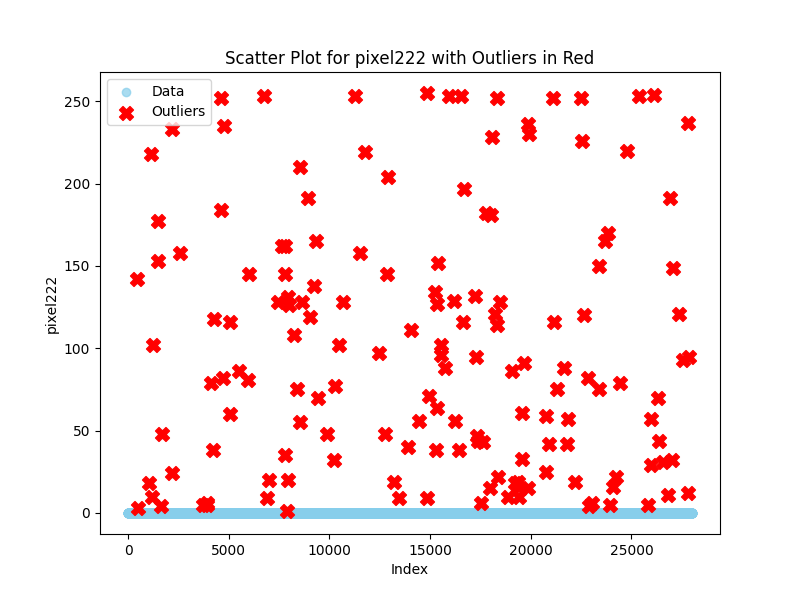 Scatter Plot for pixel222 with Outliers in Red
Data
Outliers
250
200
150
100
50
0
pixel222
0 5000 10000 15000 20000 25000
Index